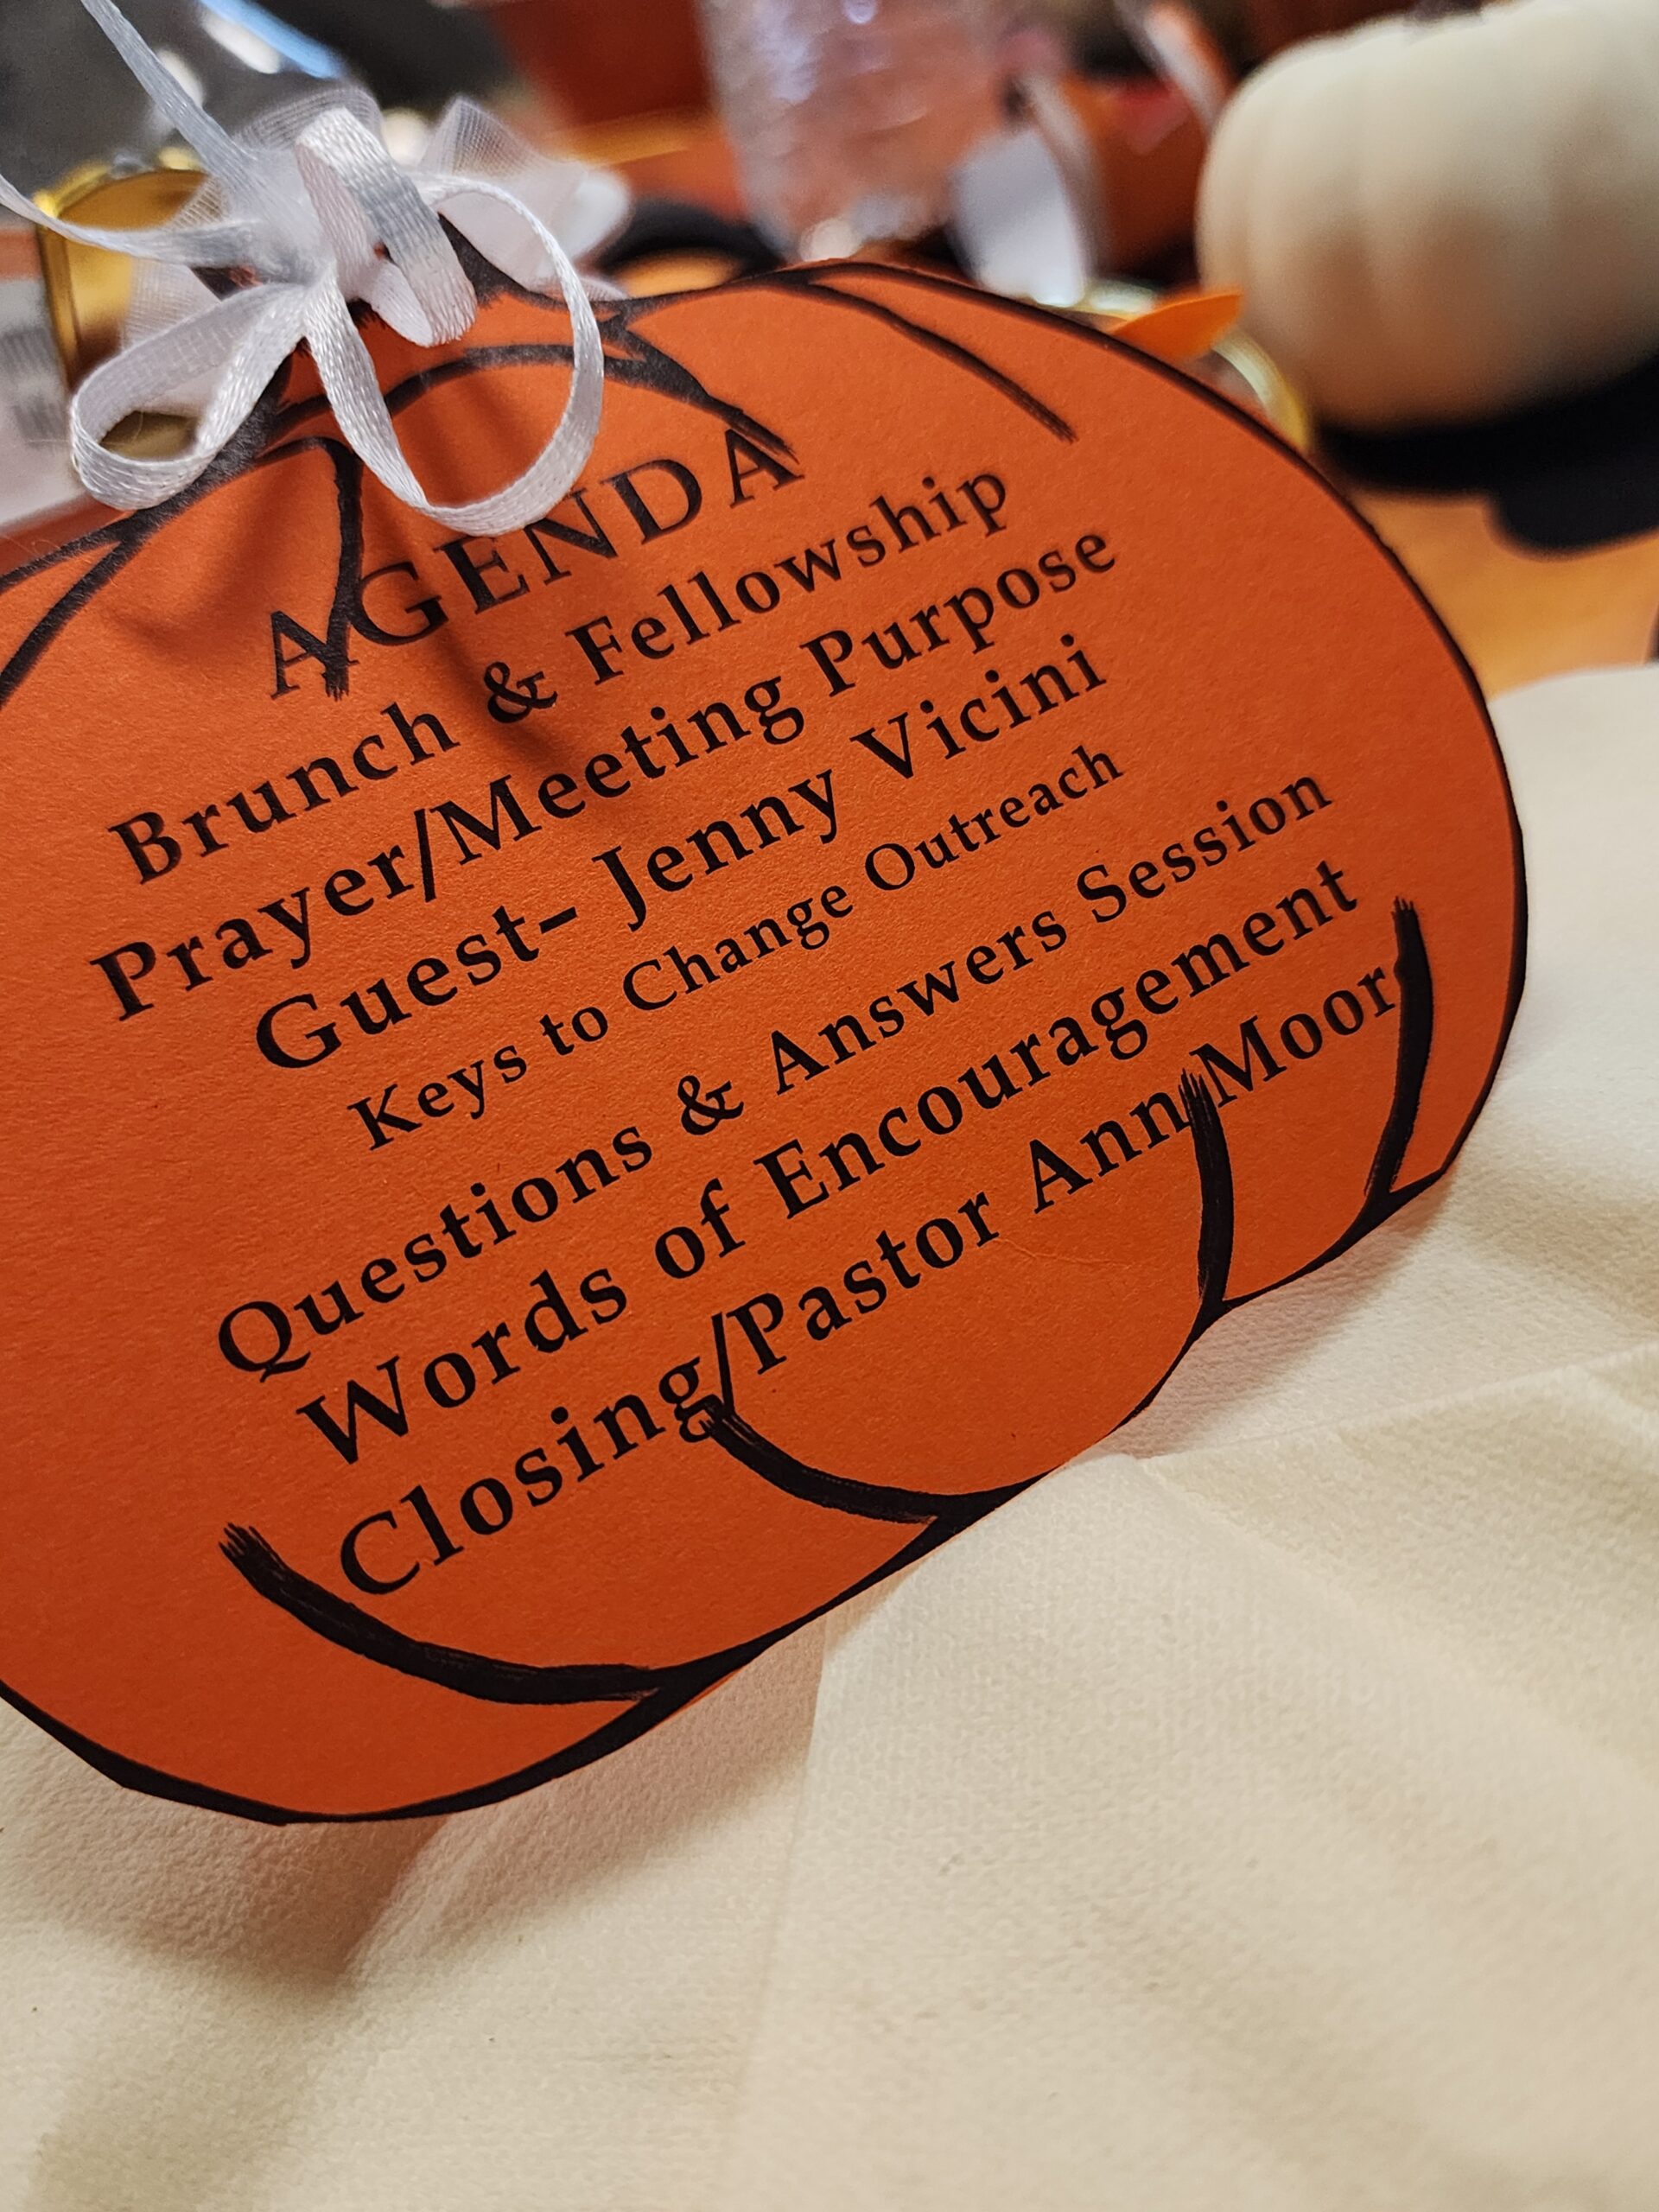 AGENDA
Brunch & Fellowship
Prayer/Meeting Purpose
Guest- Jenny Vicini
Keys to Change Outreach
Questions & Answers Session
Words of Encouragement
Closing/Pastor Ann Moore